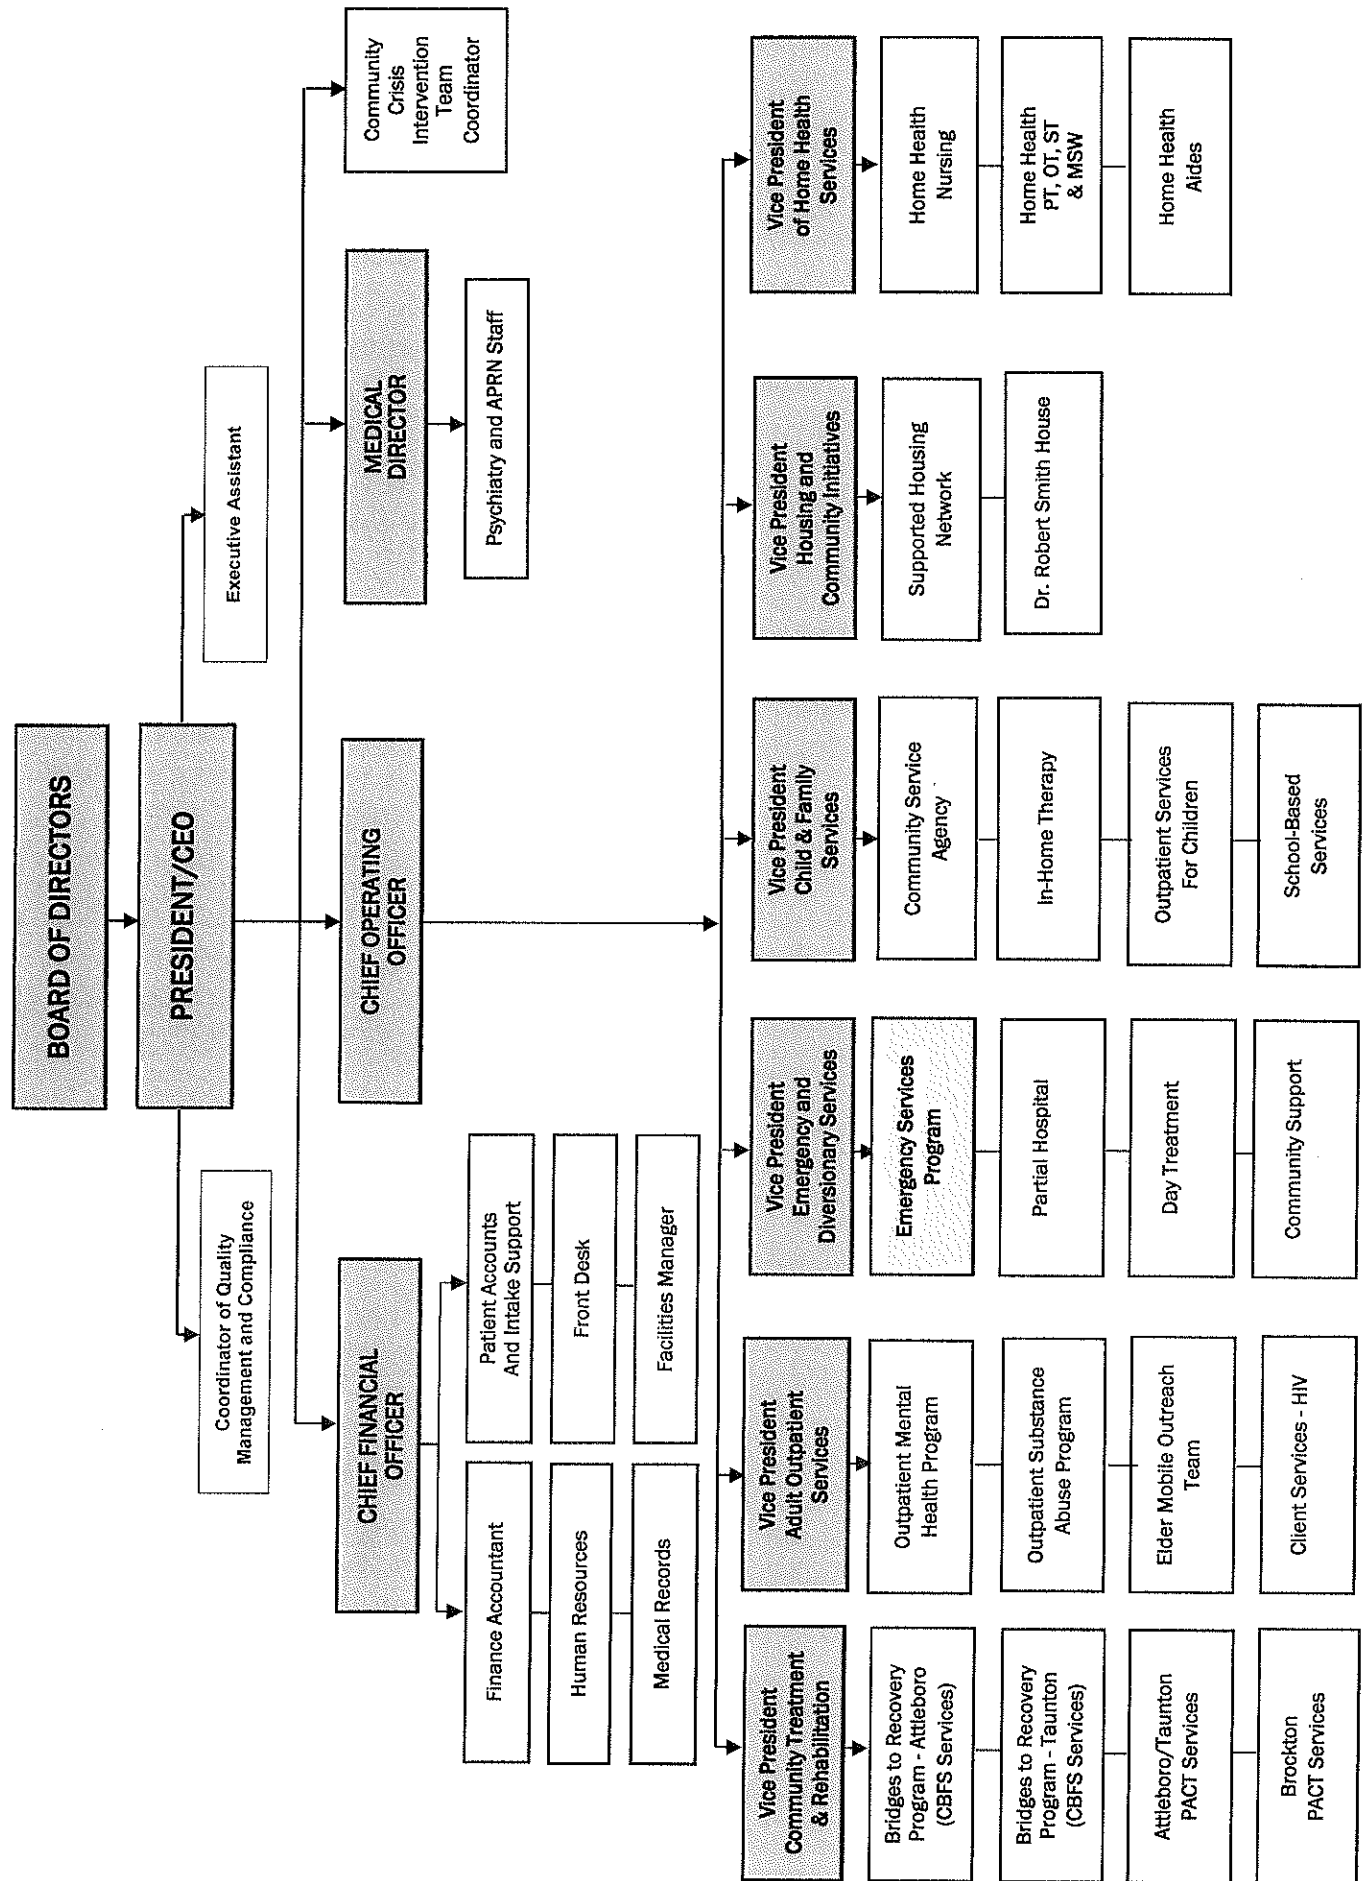 BOARD OF DIRECTORS
PRESIDENT/CEO
Coordinator of Quality
Management and Compliance
Executive Assistant
CHIEF FINANCIAL
OFFICER
CHIEF OPERATING
OFFICER
MEDICAL
DIRECTOR
Community
Crisis
Intervention
Team
Coordinator
Finance Accountant
Human Resources
Medical Records
Patient Accounts
And Intake Support
Front Desk
Facilities Manager
Psychiatry and APRN Staff
Vice President
Community Treatment
& Rehabilitation
Bridges to Recovery
Program - Attleboro
(CBFS Services)
Bridges to Recovery
Program - Taunton
(CBFS Services)
Attleboro/Taunton
PACT Services
Brockton
PACT Services
Vice President
Adult Outpatient
Services
Outpatient Mental
Health Program
Outpatient Substance
Abuse Program
Elder Mobile Outreach
Team
Client Services - HIV
Vice President
Emergency and
Diversionary Services
Emergency Services
Program
Partial Hospital
Day Treatment
Community Support
Vice President
Child & Family
Services
Community Service
Agency
In-Home Therapy
Outpatient Services
For Children
School-Based
Services
Vice President
Housing and
Community Initiatives
Supported Housing
Network
Dr. Robert Smith House
Vice President
of Home Health
Services
Home Health
Nursing
Home Health
PT, OT, ST
& MSW
Home Health
Aides